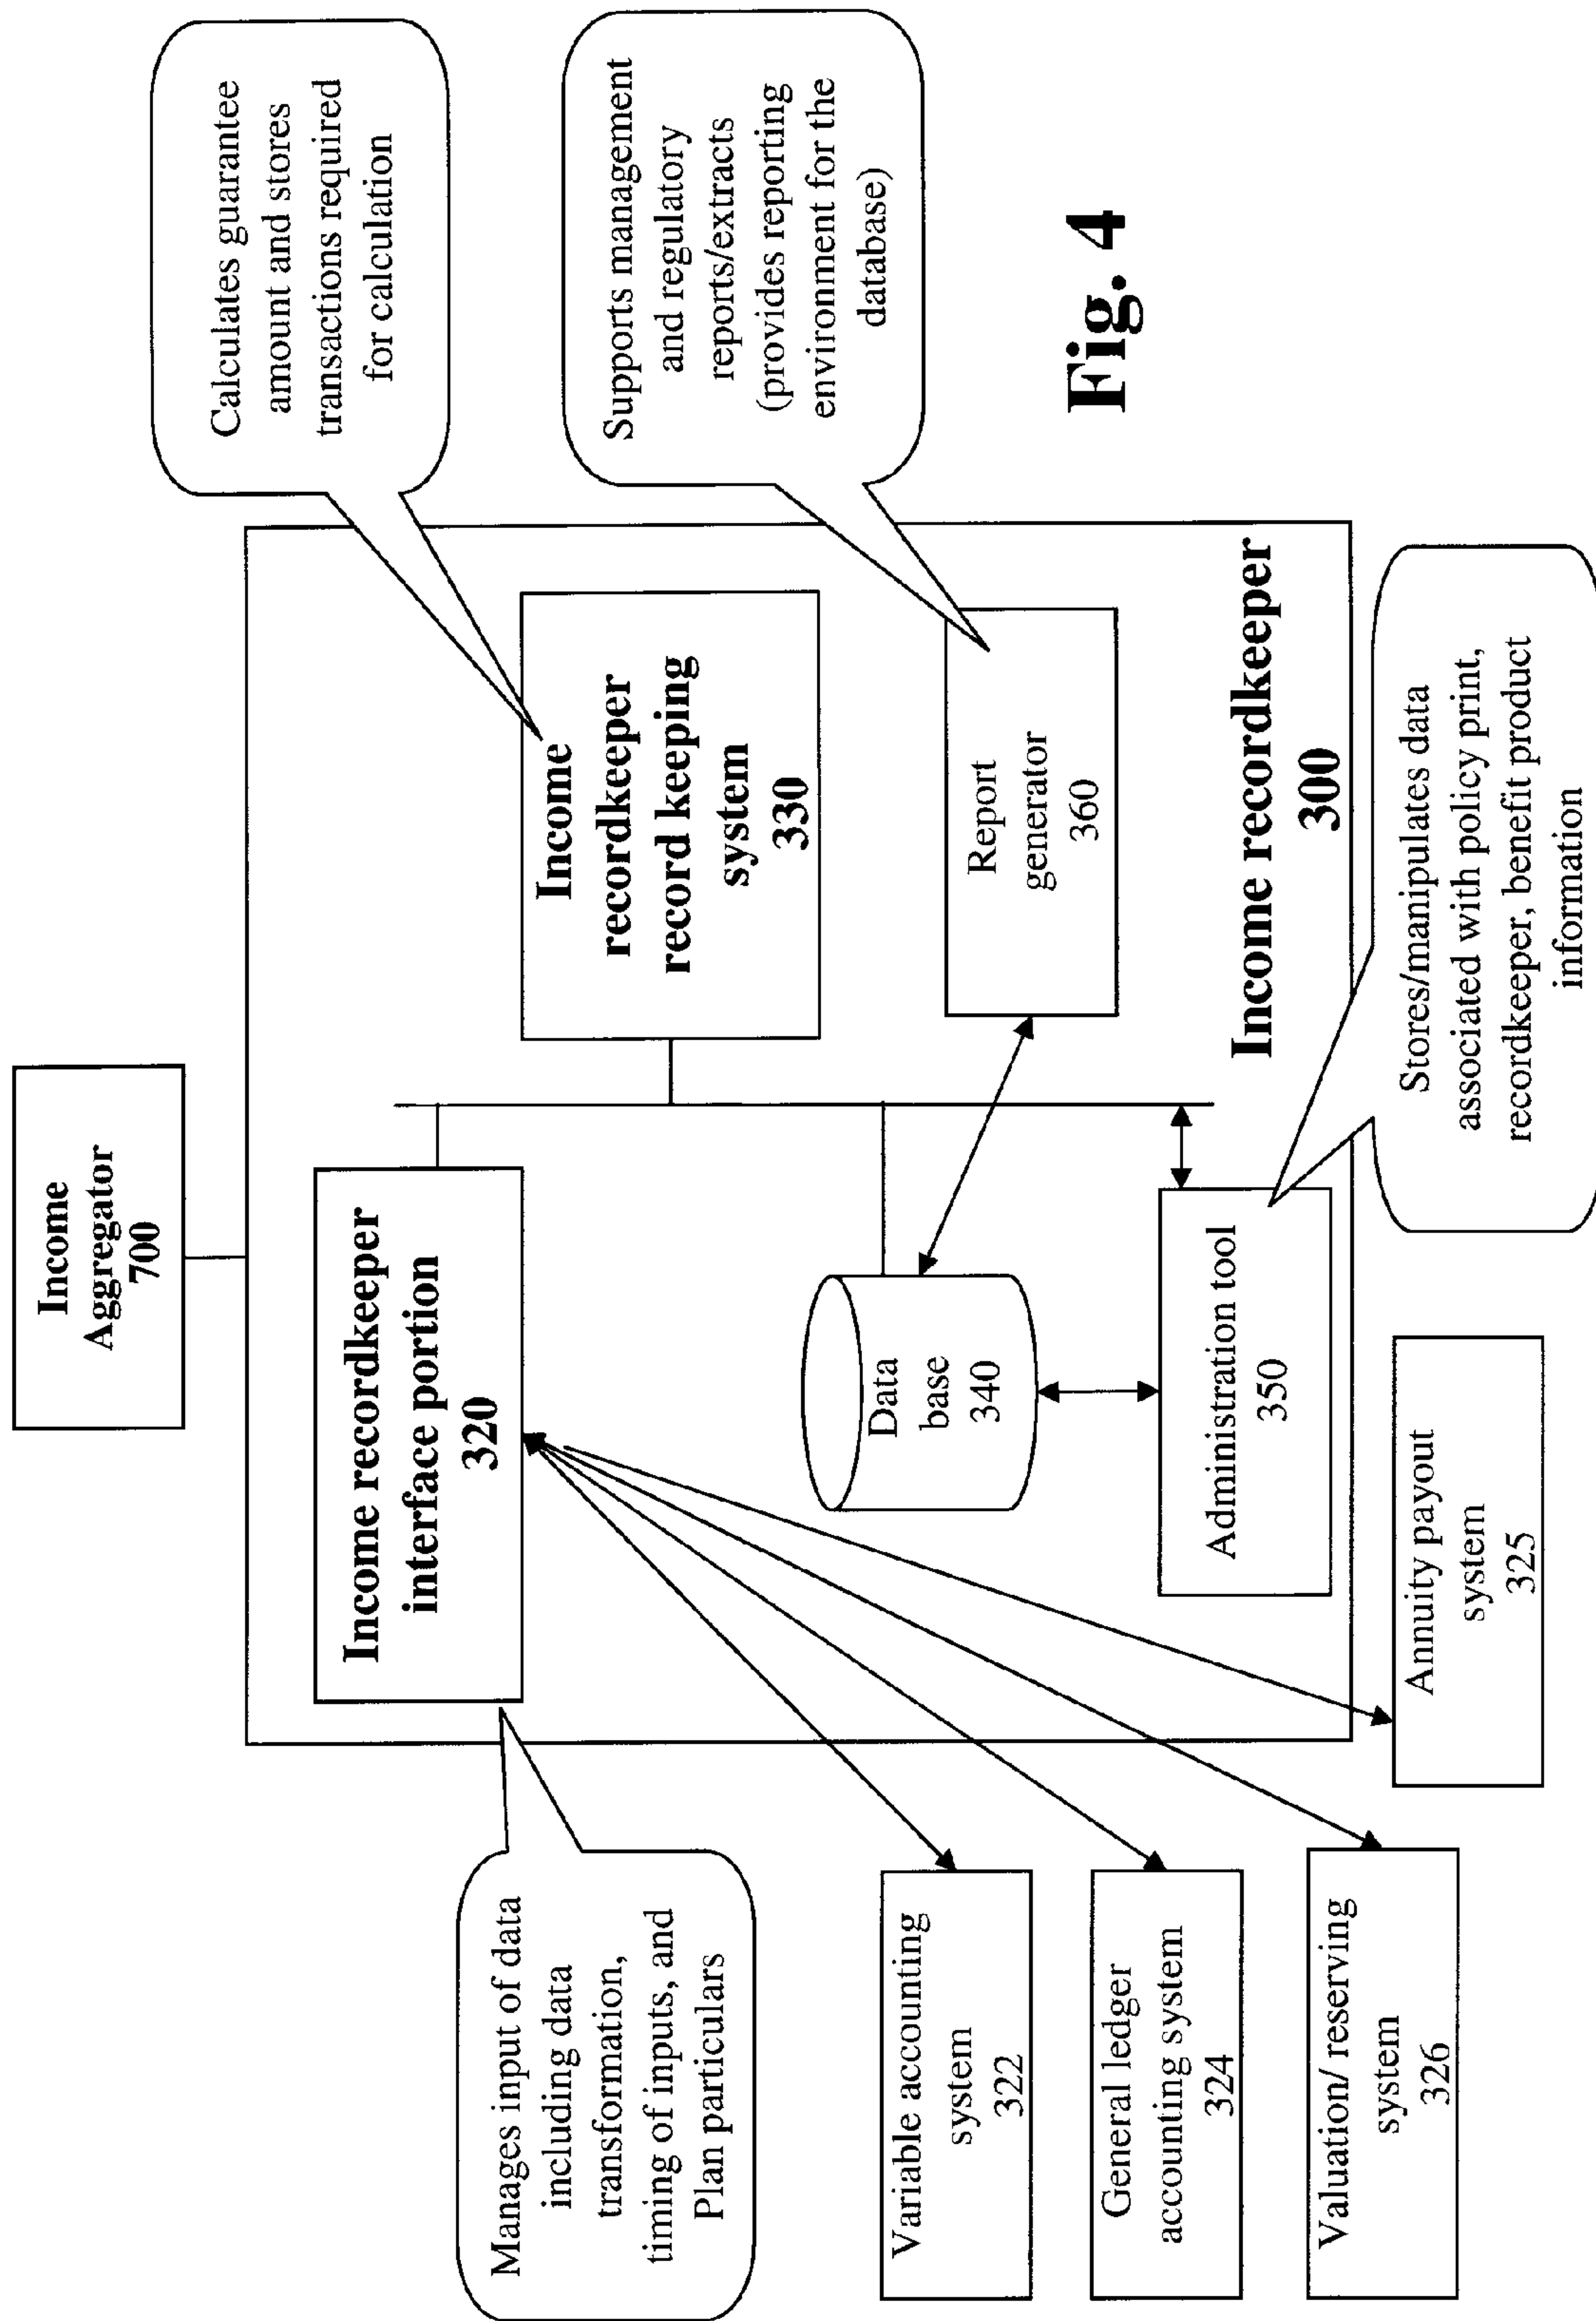 Income
Aggregator
700
Income recordkeeper
interface portion
320
Manages input of data
including data
transformation,
timing of inputs, and
Plan particulars
Income
recordkeeper
record keeping
system
330
Calculates guarantee
amount and stores
transactions required
for calculation
Data
base
340
Report
generator
360
Supports management
and regulatory
reports/extracts
(provides reporting
environment for the
database)
Administration tool
350
Income recordkeeper
300
Stores/manipulates data
associated with policy print,
recordkeeper, benefit product
information
Variable accounting
system
322
General ledger
accounting system
324
Valuation/ reserving
system
326
Annuity payout
system
325
Fig. 4